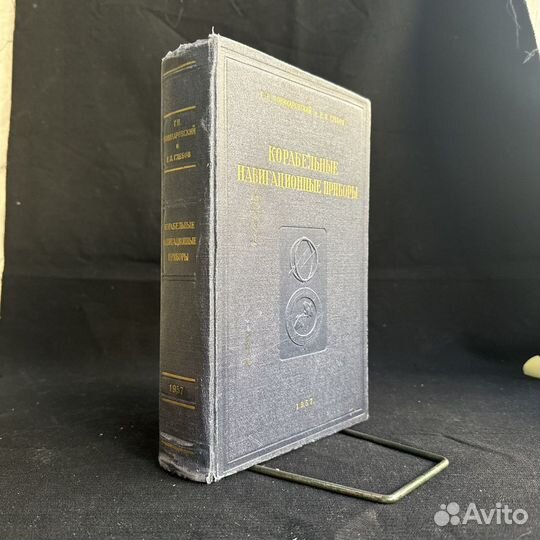 Г. П.
и
КОРАБЕЛЬНЫЕ
НАВИГАЦИОННЫЕ
ПРИБОРЫ
1957
КОРАБЕЛЬНЫЕ
НАВИГАЦИОННЫЕ ПРИБОРЫ
1957
Avito